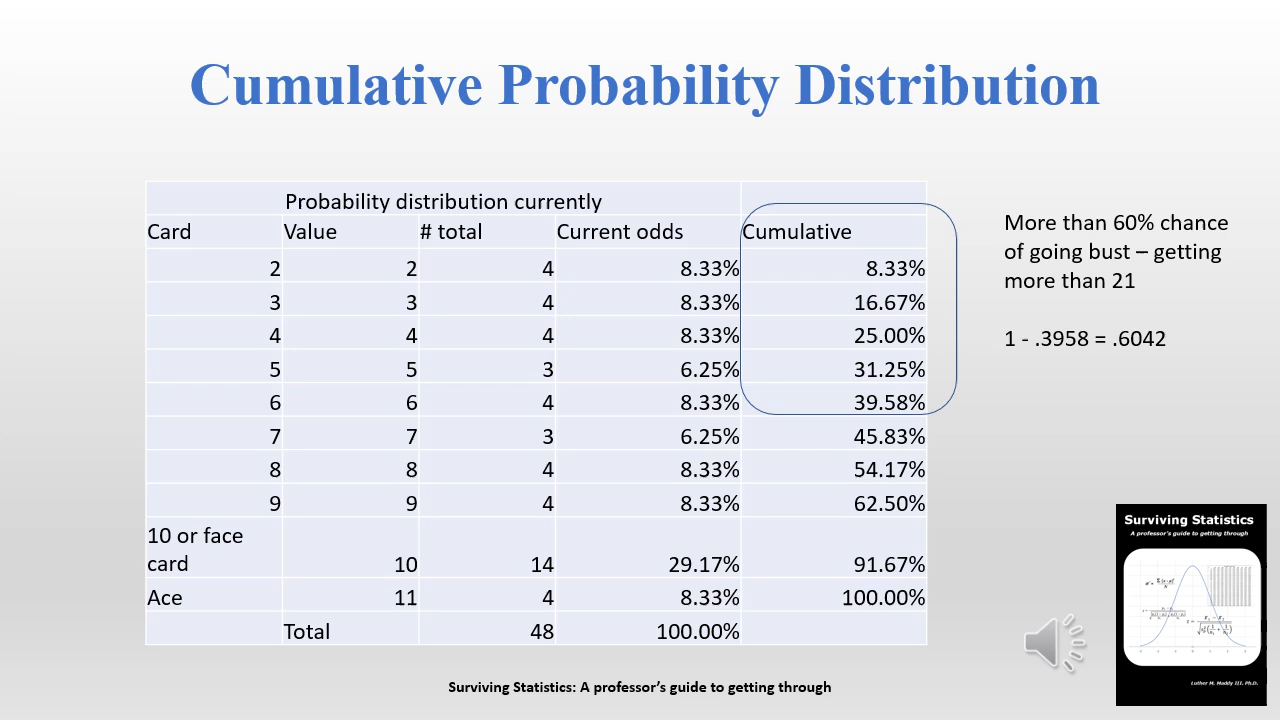 Cumulative Probability Distribution
Probability distribution currently
Card Value # total Current odds Cumulative
2 2 4 8.33% 8.33%
3 3 4 8.33% 16.67%
4 4 4 8.33% 25.00%
5 5 3 6.25% 31.25%
6 6 4 8.33% 39.58%
7 7 3 6.25% 45.83%
8 8 4 8.33% 54.17%
9 9 4 8.33% 62.50%
10 or face
card 10 14 29.17% 91.67%
Ace 11 4 8.33% 100.00%
Total 48 100.00%
More than 60% chance
of going bust – getting
more than 21
1 - .3958 = .6042
Surviving Statistics
A professor's guide to getting through
Luther M. Maddy III, Ph.D.
Surviving Statistics: A professor’s guide to getting through